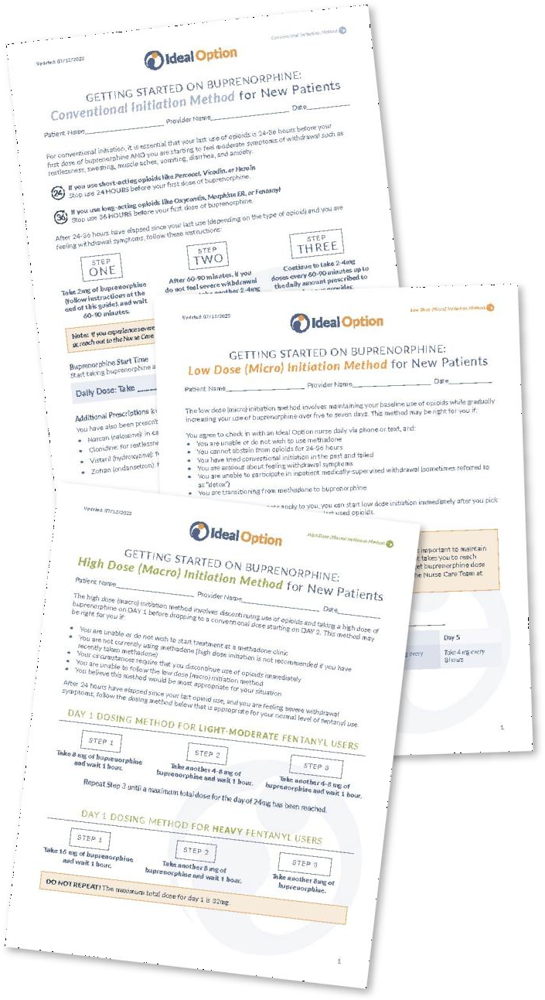 Updated: 07/12/2022
Conventional Initiation Method
Ideal Option
GETTING STARTED ON BUPRENORPHINE:
Conventional Initiation Method for New Patients
Patient Name Provider Name Date
For conventional initiation, it is essential that your last use of opioids is 24-36 hours before your
first dose of buprenorphine AND you are starting to feel moderate symptoms of withdrawal such as
restlessness, sweating, muscle aches, vomiting, diarrhea, and anxiety.
24
If you use short-acting opioids like Percocet, Vicodin, or Heroin
Stop use 24 HOURS before your first dose of buprenorphine.
36
If you use long-acting opioids like Oxycontin, Morphine ER, or Fentanyl
Stop use 36 HOURS before your first dose of buprenorphine.
After 24-36 hours have elapsed since your last use (depending on the type of opioid) and you are
feeling withdrawal symptoms, follow these instructions:
STEP
ONE
Take 2mg of buprenorphine
(follow instructions at the
end of this guide), and wait
60-90 minutes.
STEP
TWO
After 60-90 minutes, if you
do not feel severe withdrawal
take another 2-4mg
STEP
THREE
Continue to take 2-4mg
doses every 60-90 minutes up to
the daily amount prescribed to
provider.
Note: If you experience severe
or reach out to the Nurse Care
Buprenorphine Start Time
Start taking buprenorphine a
Daily Dose: Take
Additional Prescriptions
You have also been prescrib
• Narcan (naloxone): in ca
• Clonidine: for restlessne
• Vistaril (hydroxyzine): f
• Zofran (ondansetron): f
Updated: 07/11/2022
Low Dose (Micro) Initiation Method
Ideal Option
GETTING STARTED ON BUPRENORPHINE:
Low Dose (Micro) Initiation Method for New Patients
Patient Name Provider Name Date
The low dose (micro) initiation method involves maintaining your baseline use of opioids while gradually
increasing your use of buprenorphine over five to seven days. This method may be right for you if:
You agree to check in with an Ideal Option nurse daily via phone or text, and:
• You are unable or do not wish to use methadone
• You cannot abstain from opioids for 24-36 hours
• You have tried conventional initiation in the past and failed
• You are anxious about feeling withdrawal symptoms
• You are unable to participate in inpatient medically-supervised withdrawal (sometimes referred to
as "detox")
• You are transitioning from methadone to buprenorphine
apply to you, you can start low dose initiation immediately after you pick
last used opioids.
important to maintain
t takes you to reach
et buprenorphine dose
he Nurse Care Team at
Day 5
every
Take 4 mg every
8 hours
1
Updated: 07/12/2022
High Dose (Macro) Initiation Method
Ideal Option
GETTING STARTED ON BUPRENORPHINE:
High Dose (Macro) Initiation Method for New Patients
Patient Name Provider Name Date
The high dose (macro) initiation method involves discontinuing use of opioids and taking a high dose of
buprenorphine on DAY 1 before dropping to a conventional dose starting on DAY 2. This method may
be right for you if:
• You are unable or do not wish to start treatment at a methadone clinic
• You are not currently using methadone (high dose initiation is not recommended if you have
recently taken methadone)
• Your circumstances require that you discontinue use of opioids immediately
• You are unable to follow the low dose (micro) initiation method
• You believe this method would be most appropriate for your situation
After 24 hours have elapsed since your last opioid use, and you are feeling severe withdrawal
symptoms, follow the dosing method below that is appropriate for your normal level of fentanyl use.
DAY 1 DOSING METHOD FOR LIGHT-MODERATE FENTANYL USERS
STEP 1
Take 8 mg of buprenorphine
and wait 1 hour.
STEP 2
Take another 4-8 mg of
buprenorphine and wait 1 hour.
STEP 3
Take another 4-8 mg of
buprenorphine and wait 1 hour.
Repeat Step 3 until a maximum total dose for the day of 24mg has been reached.
DAY 1 DOSING METHOD FOR HEAVY FENTANYL USERS
STEP 1
Take 16 mg of buprenorphine
and wait 1 hour.
STEP 2
Take another 8 mg of
buprenorphine and wait 1 hour.
STEP 3
Take another 8mg of
buprenorphine.
DO NOT REPEAT! The maximum total dose for day 1 is 32mg.
1